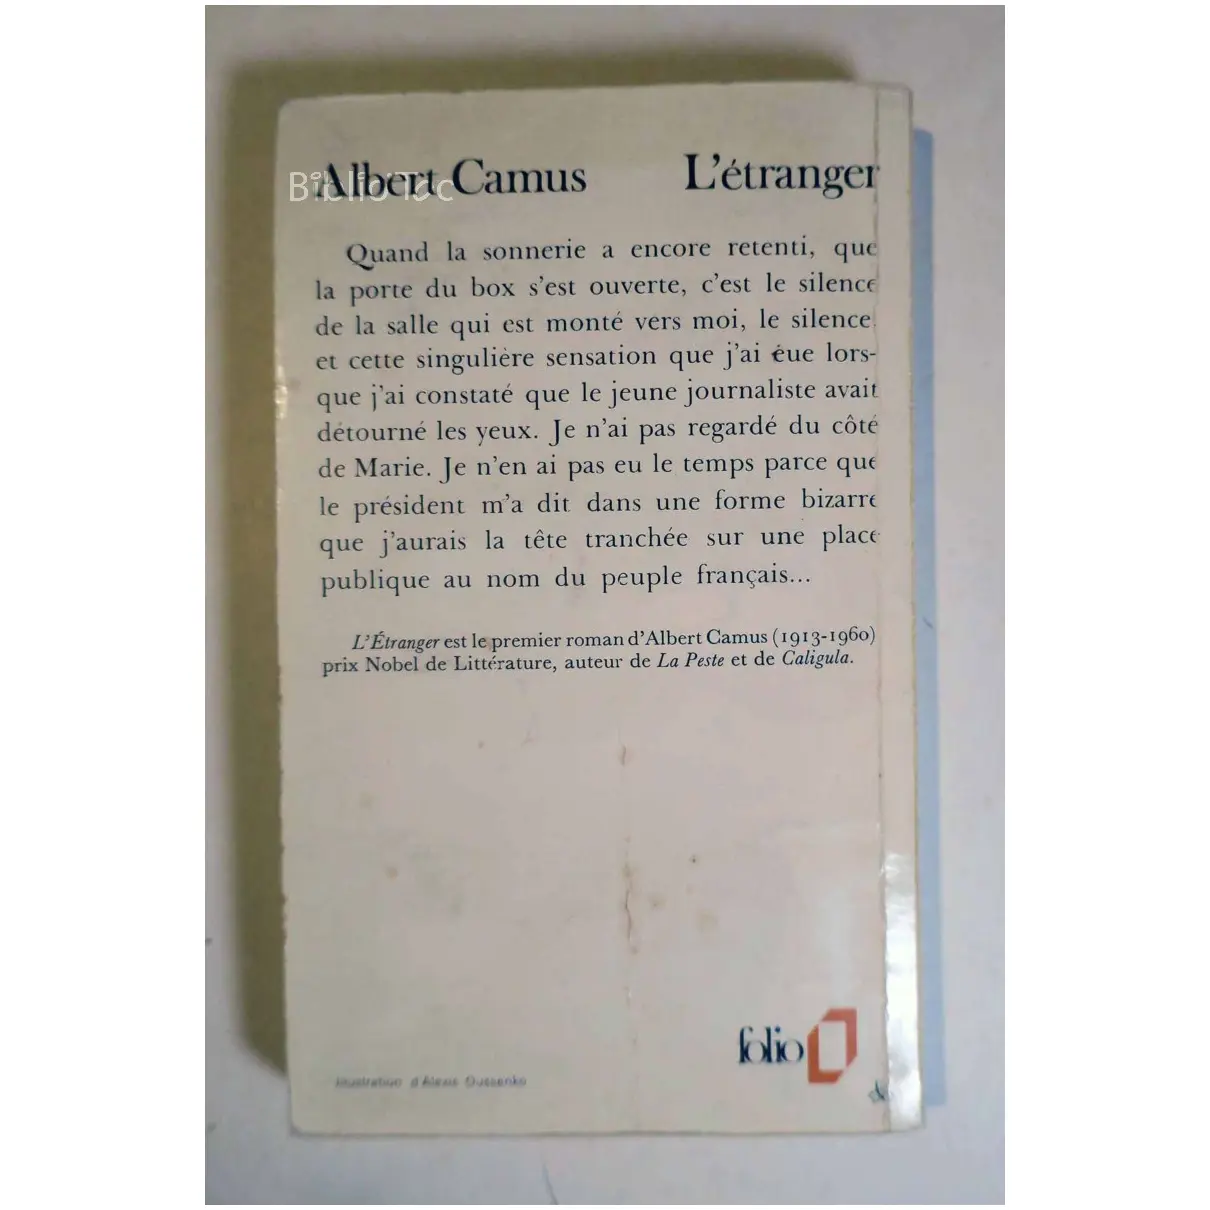 Albert Camus L'étranger
Biblio Toc
Quand la sonnerie a encore retenti, que
la porte du box s'est ouverte, c'est le silence
de la salle qui est monté vers moi, le silence
et cette singulière sensation que j'ai eue lors-
que j'ai constaté que le jeune journaliste avait
détourné les yeux. Je n'ai pas regardé du côté
de Marie. Je n'en ai pas eu le temps parce que
le président m'a dit dans une forme bizarre
que j'aurais la tête tranchée sur une place
publique au nom du peuple français...
L'Étranger est le premier roman d'Albert Camus (1913-1960)
prix Nobel de Littérature, auteur de La Peste et de Caligula.
folio
Illustration d'Alexis Oussenko